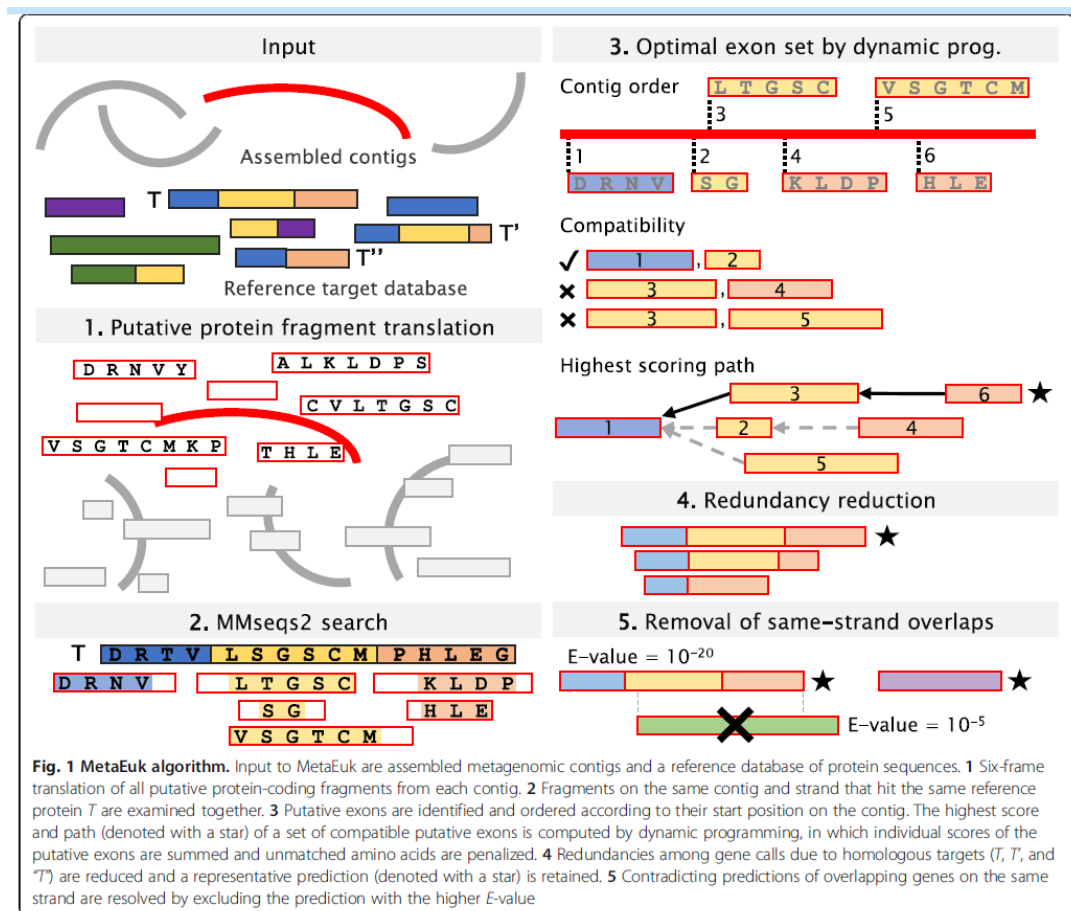 Input
Assembled contigs
T
T'
T''
Reference target database
1. Putative protein fragment translation
D R N V Y
A L K L D P S
C V L T G S C
V S G T C M K P
T H L E
2. MMseqs2 search
T D R T V L S G S C M P H L E G
D R N V L T G S C K L D P
S G H L E
V S G T C M
3. Optimal exon set by dynamic prog.
Contig order L T G S C V S G T C M
3 5
1 2 4 6
D R N V S G K L D P H L E
Compatibility
✓ 1 , 2
× 3 , 4
× 3 , 5
Highest scoring path
3 6 ★
1 2 4
5
4. Redundancy reduction
★
5. Removal of same-strand overlaps
E-value = 10⁻²⁰
★ ★
E-value = 10⁻⁵
Fig. 1 MetaEuk algorithm. Input to MetaEuk are assembled metagenomic contigs and a reference database of protein sequences. 1 Six-frame
translation of all putative protein-coding fragments from each contig. 2 Fragments on the same contig and strand that hit the same reference
protein T are examined together. 3 Putative exons are identified and ordered according to their start position on the contig. The highest score
and path (denoted with a star) of a set of compatible putative exons is computed by dynamic programming, in which individual scores of the
putative exons are summed and unmatched amino acids are penalized. 4 Redundancies among gene calls due to homologous targets (T, T', and
“T') are reduced and a representative prediction (denoted with a star) is retained. 5 Contradicting predictions of overlapping genes on the same
strand are resolved by excluding the prediction with the higher E-value